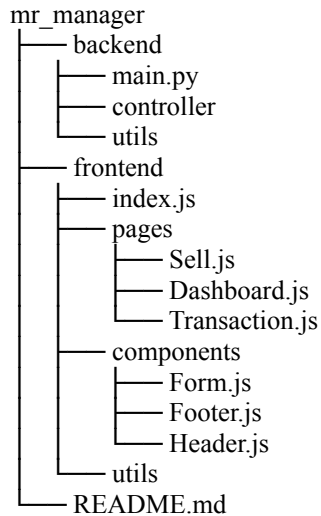 mr_manager
backend
main.py
controller
utils
frontend
index.js
pages
Sell.js
Dashboard.js
Transaction.js
components
Form.js
Footer.js
Header.js
utils
README.md